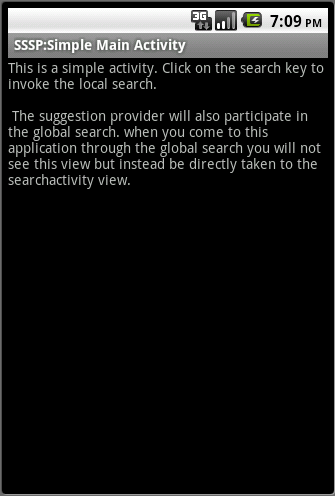 3G 7:09 PM
SSSP:Simple Main Activity
This is a simple activity. Click on the search key to
invoke the local search.
The suggestion provider will also participate in
the global search. when you come to this
application through the global search you will not
see this view but instead be directly taken to the
searchactivity view.